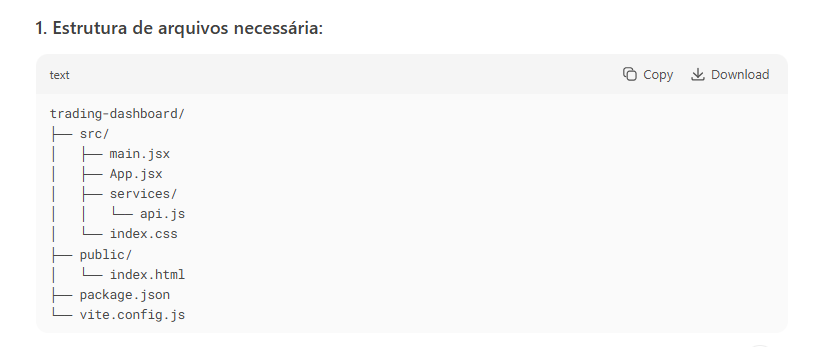 1. Estrutura de arquivos necessária:
text
Copy
Download
trading-dashboard/
├── src/
│   ├── main.jsx
│   ├── App.jsx
│   ├── services/
│   │   └── api.js
│   └── index.css
├── public/
│   └── index.html
├── package.json
└── vite.config.js